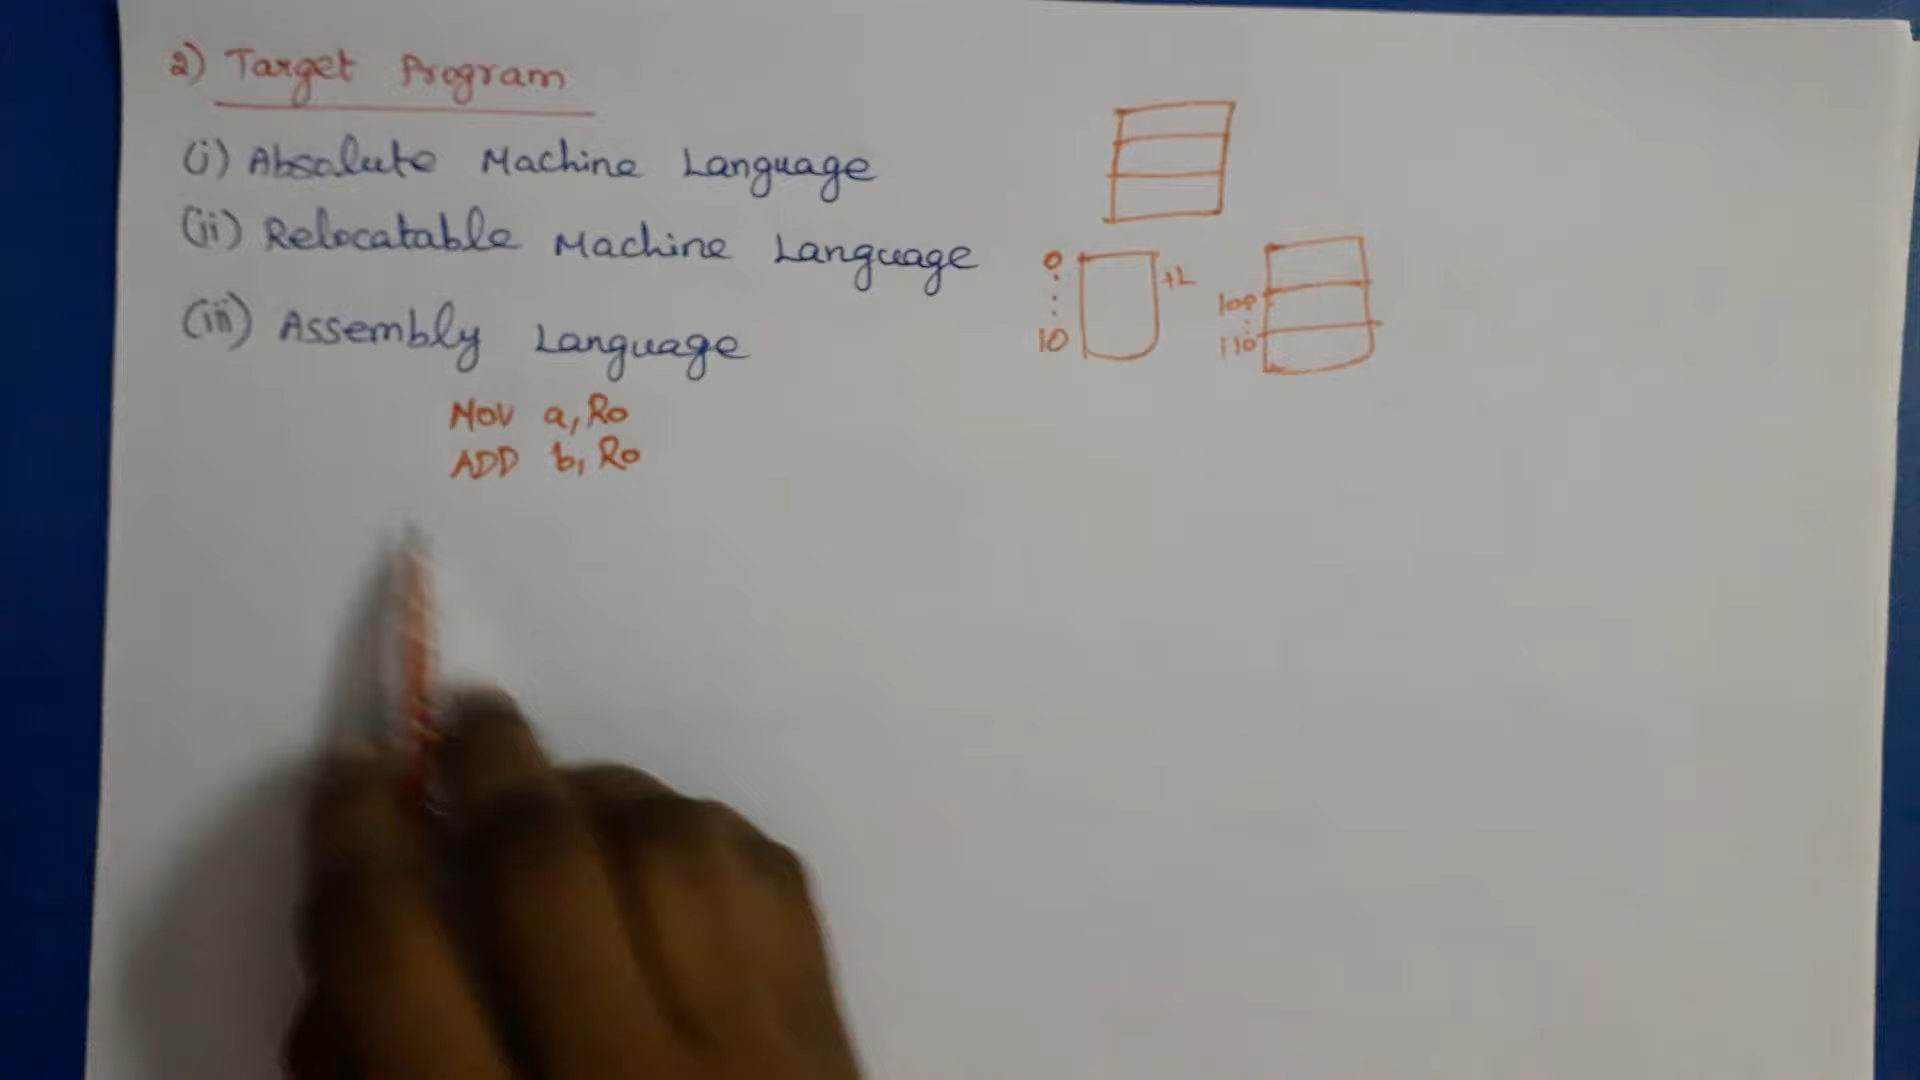 2) Target Program
(i) Absolute Machine Language
(ii) Relocatable Machine Language
(iii) Assembly Language
MOV a, R0
ADD b, R0
0
:
:
10
+L
100
:
110